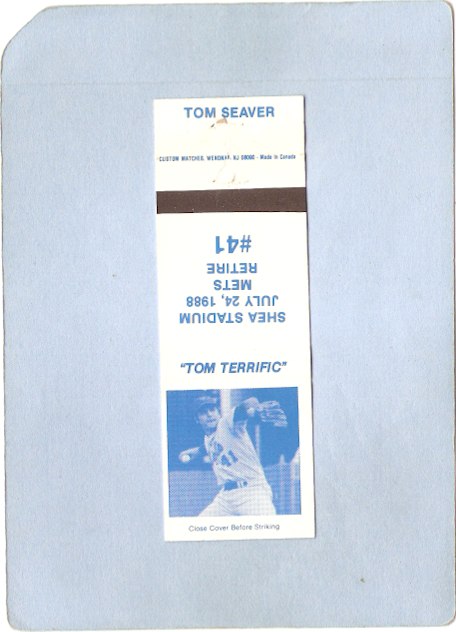 TOM SEAVER
CUSTOM MATCHES, WENONAH, NJ 08090 - Made in Canada
#41
RETIRE
METS
JULY 24, 1988
SHEA STADIUM
"TOM TERRIFIC"
Close Cover Before Striking